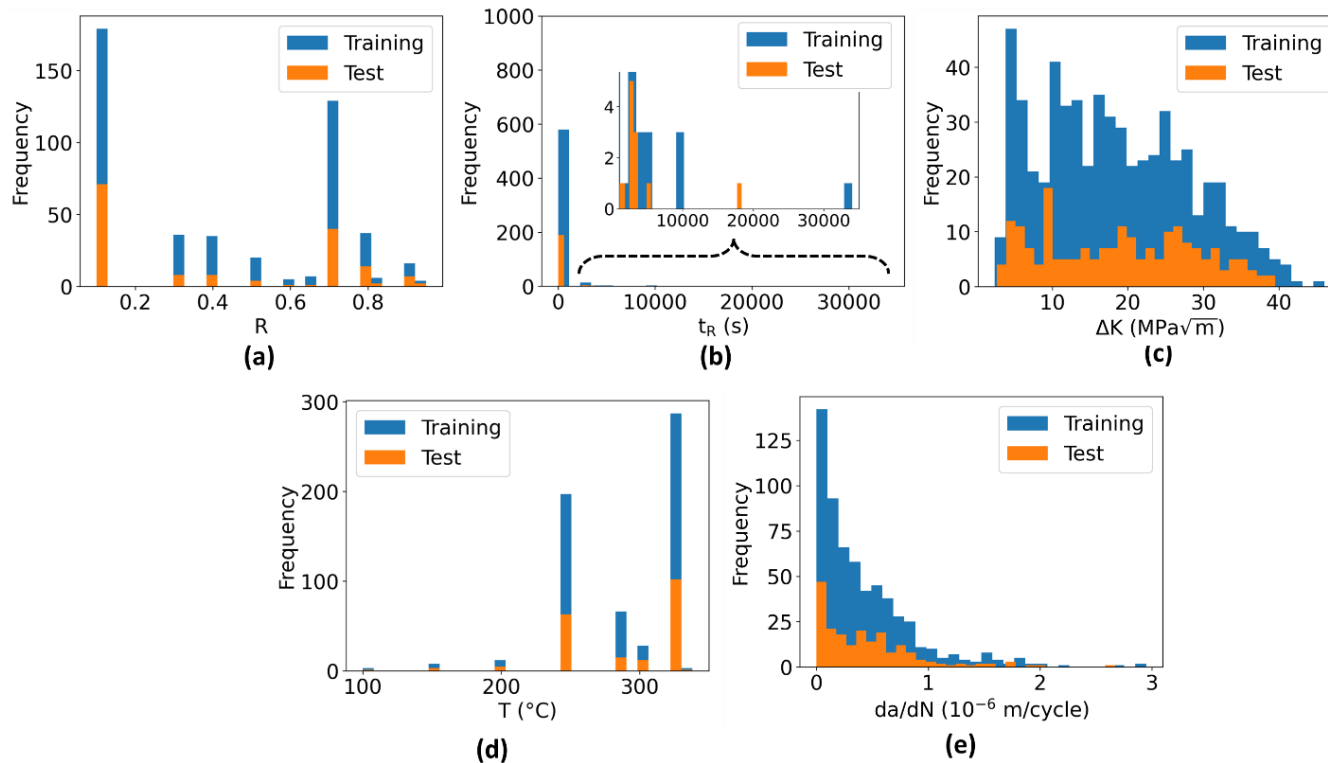 Training
Test
150
100
50
0
Frequency
0.2
0.4
0.6
0.8
R
(a)
1000
800
600
400
200
0
Frequency
Training
Test
4
2
0
10000
20000
30000
0
10000
20000
30000
t_R (s)
(b)
40
30
20
10
0
Frequency
Training
Test
10
20
30
40
ΔK (MPa√m)
(c)
300
200
100
0
Frequency
Training
Test
100
200
300
T (°C)
(d)
125
100
75
50
25
0
Frequency
Training
Test
0
1
2
3
da/dN (10⁻⁶ m/cycle)
(e)